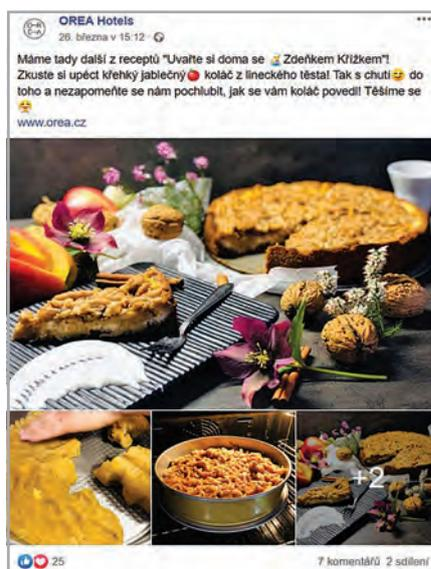 OREA Hotels
26. března v 15:12
Máme tady další z receptů "Uvařte si doma se Zdeňkem Křížkem"!
Zkuste si upéct křehký jablečný koláč z lineckého těsta! Tak s chutí do
toho a nezapomeňte se nám pochlubit, jak se vám koláč povedl! Těšíme se
www.orea.cz
+2
25
7 komentářů 2 sdílení